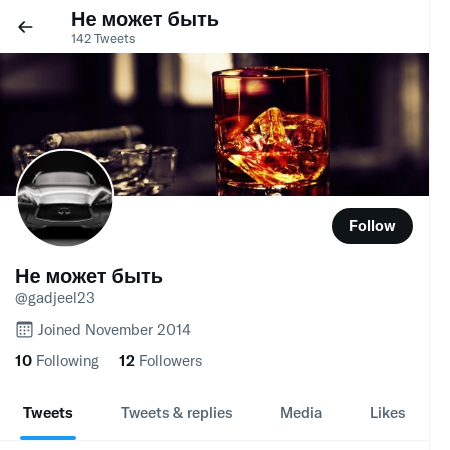 Не может быть
142 Tweets
Follow
Не может быть
@gadjeel23
Joined November 2014
10 Following 12 Followers
Tweets Tweets & replies Media Likes